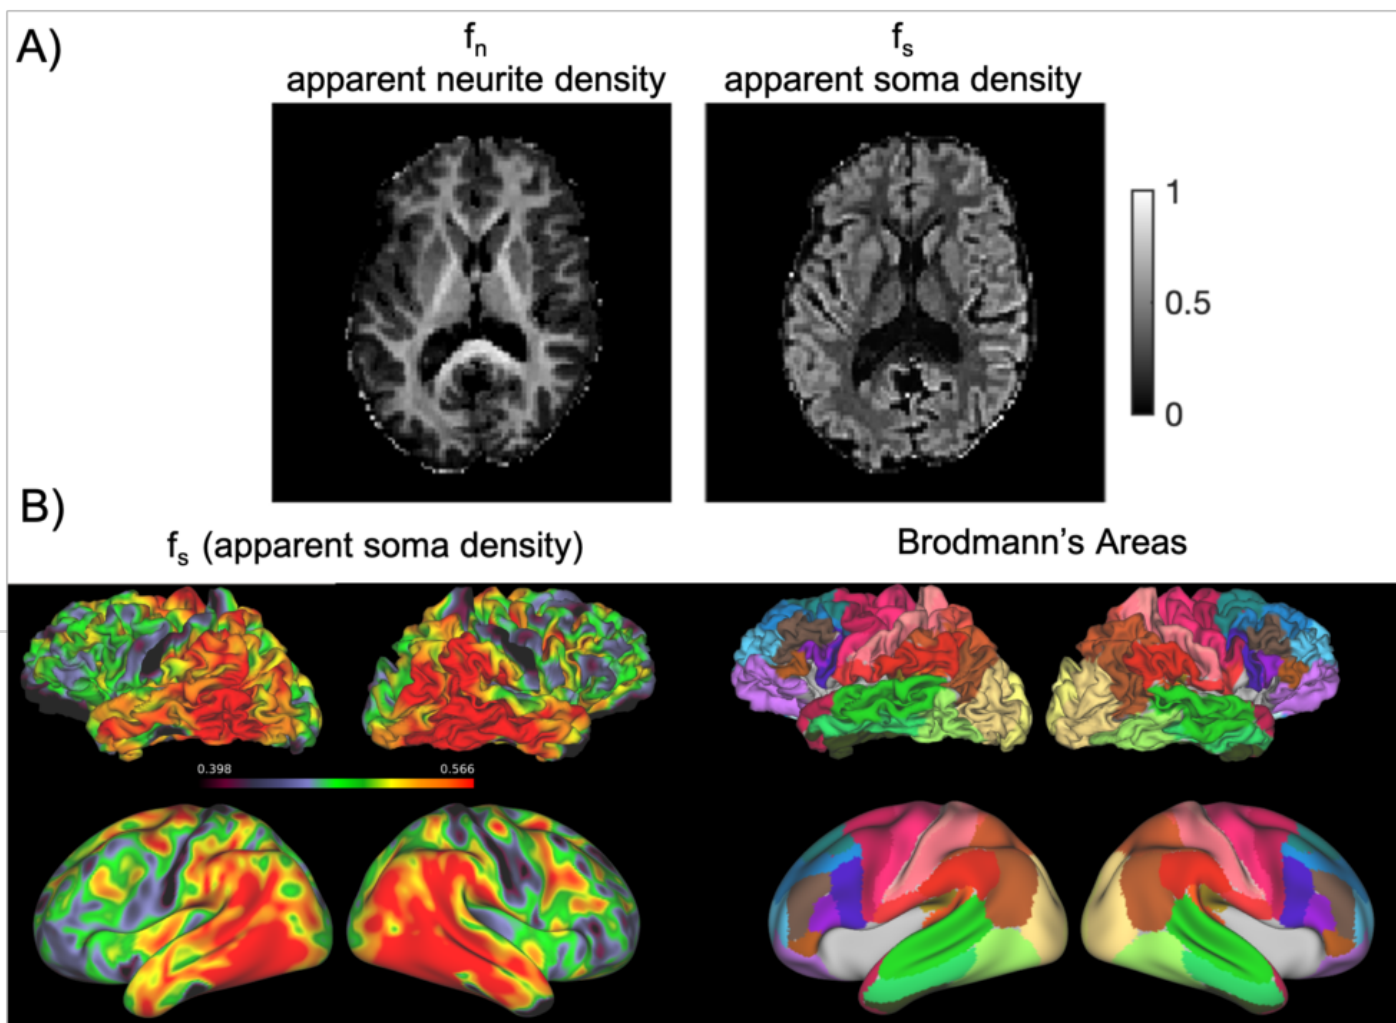 A)
fn
apparent neurite density
fs
apparent soma density
1
0.5
0
B)
fs (apparent soma density)
Brodmann's Areas
0.398
0.566